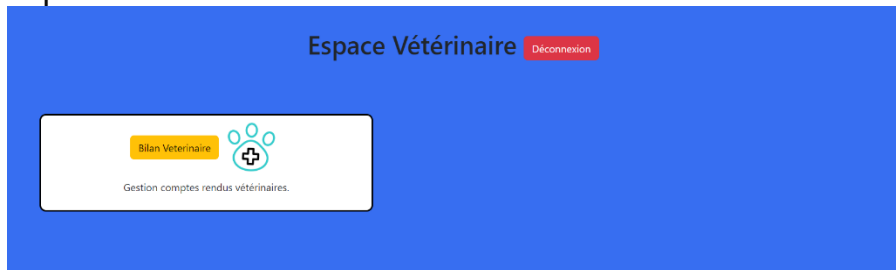 Espace Vétérinaire Déconnexion
Bilan Veterinaire
Gestion comptes rendus vétérinaires.